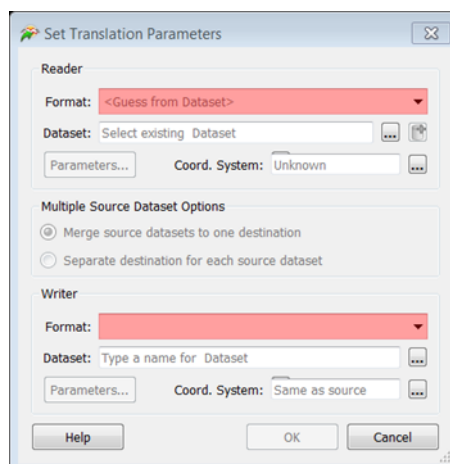 Set Translation Parameters
Reader
Format: <Guess from Dataset>
Dataset: Select existing  Dataset ...
Parameters... Coord. System: Unknown ...
Multiple Source Dataset Options
Merge source datasets to one destination
Separate destination for each source dataset
Writer
Format:
Dataset: Type a name for  Dataset ...
Parameters... Coord. System: Same as source ...
Help OK Cancel